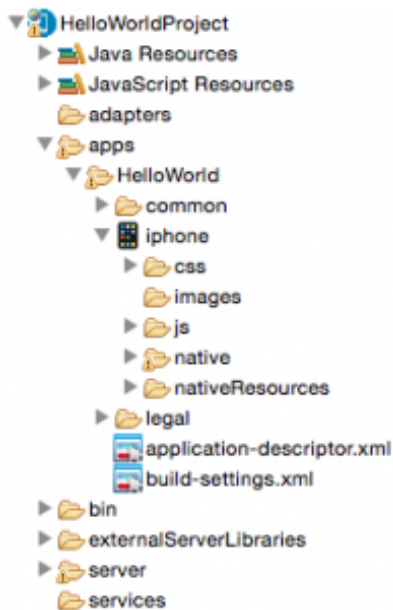 HelloWorldProject
Java Resources
JavaScript Resources
adapters
apps
HelloWorld
common
iphone
css
images
js
native
nativeResources
legal
application-descriptor.xml
build-settings.xml
bin
externalServerLibraries
server
services